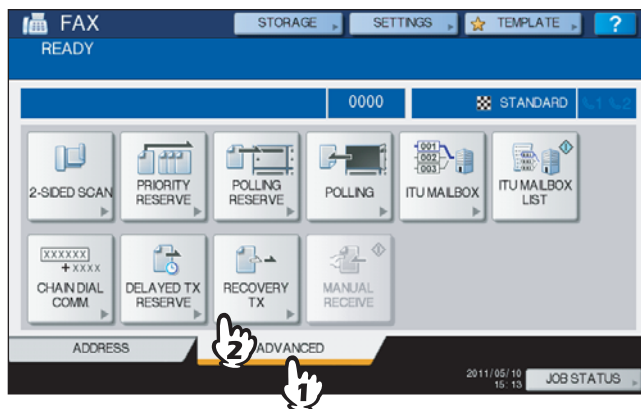 FAX
STORAGE
SETTINGS
TEMPLATE
?
READY
0000
STANDARD
1
2
2-SIDED SCAN
PRIORITY
RESERVE
POLLING
RESERVE
POLLING
001
002
003
ITU MAILBOX
ITU MAILBOX
LIST
XXXXXX
+XXXX
CHAIN DIAL
COMM.
DELAYED TX
RESERVE
RECOVERY
TX
MANUAL
RECEIVE
2
ADDRESS
ADVANCED
1
2011/05/10
15:13
JOB STATUS